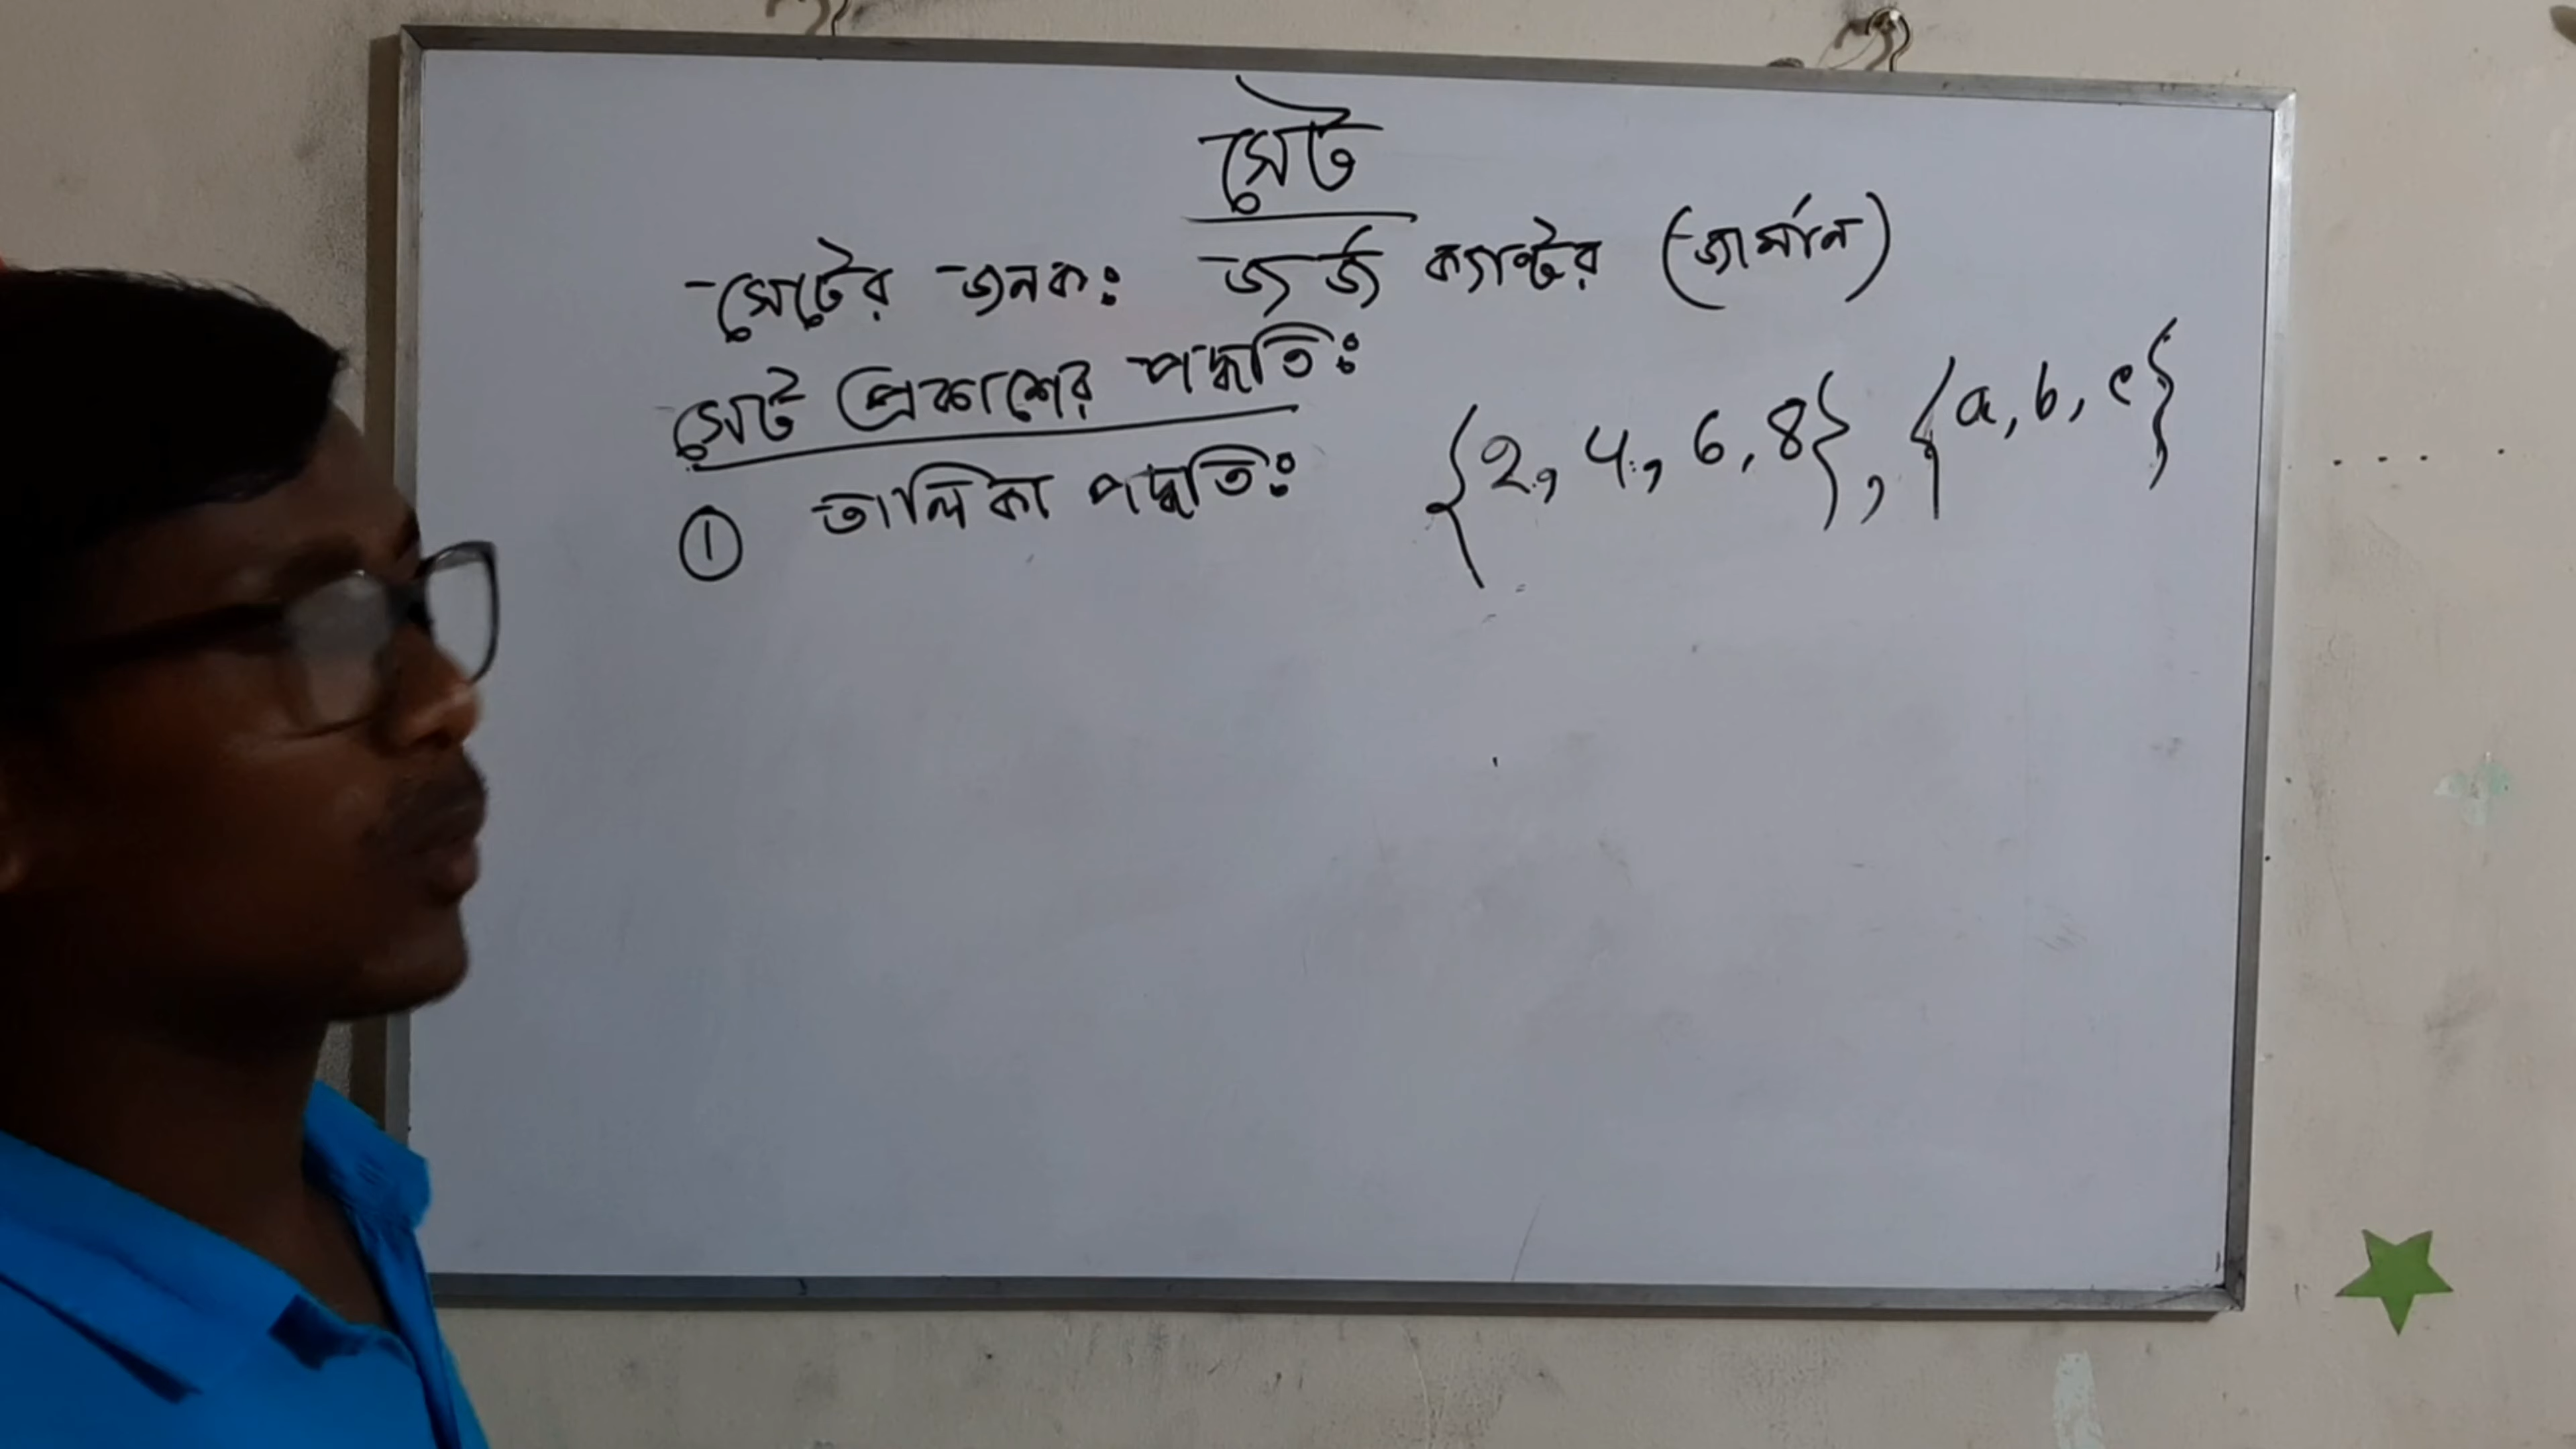 সেট
সেটের জনক: জর্জ ক্যান্টর (জার্মান)
সেট প্রকাশের পদ্ধতি:
① তালিকা পদ্ধতি: {2, 4, 6, 8}, {a, b, c}